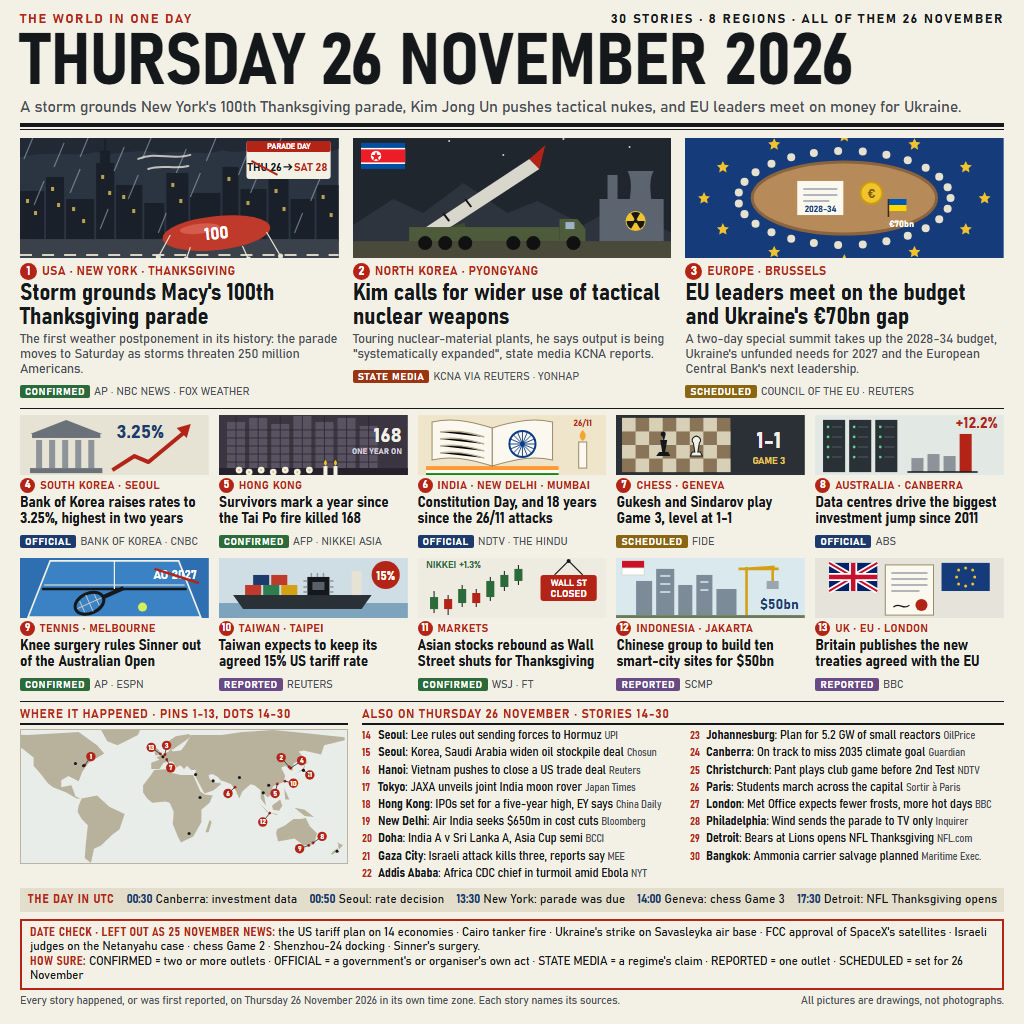 THE WORLD IN ONE DAY
30 STORIES · 8 REGIONS · ALL OF THEM 26 NOVEMBER
THURSDAY 26 NOVEMBER 2026
A storm grounds New York's 100th Thanksgiving parade, Kim Jong Un pushes tactical nukes, and EU leaders meet on money for Ukraine.
PARADE DAY
THU 26→SAT 28
100
1 USA · NEW YORK · THANKSGIVING
Storm grounds Macy's 100th
Thanksgiving parade
The first weather postponement in its history: the parade
moves to Saturday as storms threaten 250 million
Americans.
CONFIRMED AP · NBC NEWS · FOX WEATHER
2 NORTH KOREA · PYONGYANG
Kim calls for wider use of tactical
nuclear weapons
Touring nuclear-material plants, he says output is being
"systematically expanded", state media KCNA reports.
STATE MEDIA KCNA VIA REUTERS · YONHAP
2028–34
€
€70bn
3 EUROPE · BRUSSELS
EU leaders meet on the budget
and Ukraine's €70bn gap
A two-day special summit takes up the 2028–34 budget,
Ukraine's unfunded needs for 2027 and the European
Central Bank's next leadership.
SCHEDULED COUNCIL OF THE EU · REUTERS
3.25%
4 SOUTH KOREA · SEOUL
Bank of Korea raises rates to
3.25%, highest in two years
OFFICIAL BANK OF KOREA · CNBC
168
ONE YEAR ON
5 HONG KONG
Survivors mark a year since
the Tai Po fire killed 168
CONFIRMED AFP · NIKKEI ASIA
26/11
6 INDIA · NEW DELHI · MUMBAI
Constitution Day, and 18 years
since the 26/11 attacks
OFFICIAL NDTV · THE HINDU
1–1
GAME 3
7 CHESS · GENEVA
Gukesh and Sindarov play
Game 3, level at 1–1
SCHEDULED FIDE
+12.2%
8 AUSTRALIA · CANBERRA
Data centres drive the biggest
investment jump since 2011
OFFICIAL ABS
AO 2027
9 TENNIS · MELBOURNE
Knee surgery rules Sinner out
of the Australian Open
CONFIRMED AP · ESPN
15%
10 TAIWAN · TAIPEI
Taiwan expects to keep its
agreed 15% US tariff rate
REPORTED REUTERS
NIKKEI +1.3%
WALL ST
CLOSED
11 MARKETS
Asian stocks rebound as Wall
Street shuts for Thanksgiving
CONFIRMED WSJ · FT
$50bn
12 INDONESIA · JAKARTA
Chinese group to build ten
smart-city sites for $50bn
REPORTED SCMP
13 UK · EU · LONDON
Britain publishes the new
treaties agreed with the EU
REPORTED BBC
WHERE IT HAPPENED · PINS 1–13, DOTS 14–30
1
13
3
7
2
4
11
10
5
6
12
8
9
ALSO ON THURSDAY 26 NOVEMBER · STORIES 14–30
14 Seoul: Lee rules out sending forces to Hormuz UPI
15 Seoul: Korea, Saudi Arabia widen oil stockpile deal Chosun
16 Hanoi: Vietnam pushes to close a US trade deal Reuters
17 Tokyo: JAXA unveils joint India moon rover Japan Times
18 Hong Kong: IPOs set for a five-year high, EY says China Daily
19 New Delhi: Air India seeks $650m in cost cuts Bloomberg
20 Doha: India A v Sri Lanka A, Asia Cup semi BCCI
21 Gaza City: Israeli attack kills three, reports say MEE
22 Addis Ababa: Africa CDC chief in turmoil amid Ebola NYT
23 Johannesburg: Plan for 5.2 GW of small reactors OilPrice
24 Canberra: On track to miss 2035 climate goal Guardian
25 Christchurch: Pant plays club game before 2nd Test NDTV
26 Paris: Students march across the capital Sortir à Paris
27 London: Met Office expects fewer frosts, more hot days BBC
28 Philadelphia: Wind sends the parade to TV only Inquirer
29 Detroit: Bears at Lions opens NFL Thanksgiving NFL.com
30 Bangkok: Ammonia carrier salvage planned Maritime Exec.
THE DAY IN UTC 00:30 Canberra: investment data 00:50 Seoul: rate decision 13:30 New York: parade was due 14:00 Geneva: chess Game 3 17:30 Detroit: NFL Thanksgiving opens
DATE CHECK · LEFT OUT AS 25 NOVEMBER NEWS: the US tariff plan on 14 economies · Cairo tanker fire · Ukraine's strike on Savasleyka air base · FCC approval of SpaceX's satellites · Israeli
judges on the Netanyahu case · chess Game 2 · Shenzhou-24 docking · Sinner's surgery.
HOW SURE: CONFIRMED = two or more outlets · OFFICIAL = a government's or organiser's own act · STATE MEDIA = a regime's claim · REPORTED = one outlet · SCHEDULED = set for 26
November
Every story happened, or was first reported, on Thursday 26 November 2026 in its own time zone. Each story names its sources.
All pictures are drawings, not photographs.